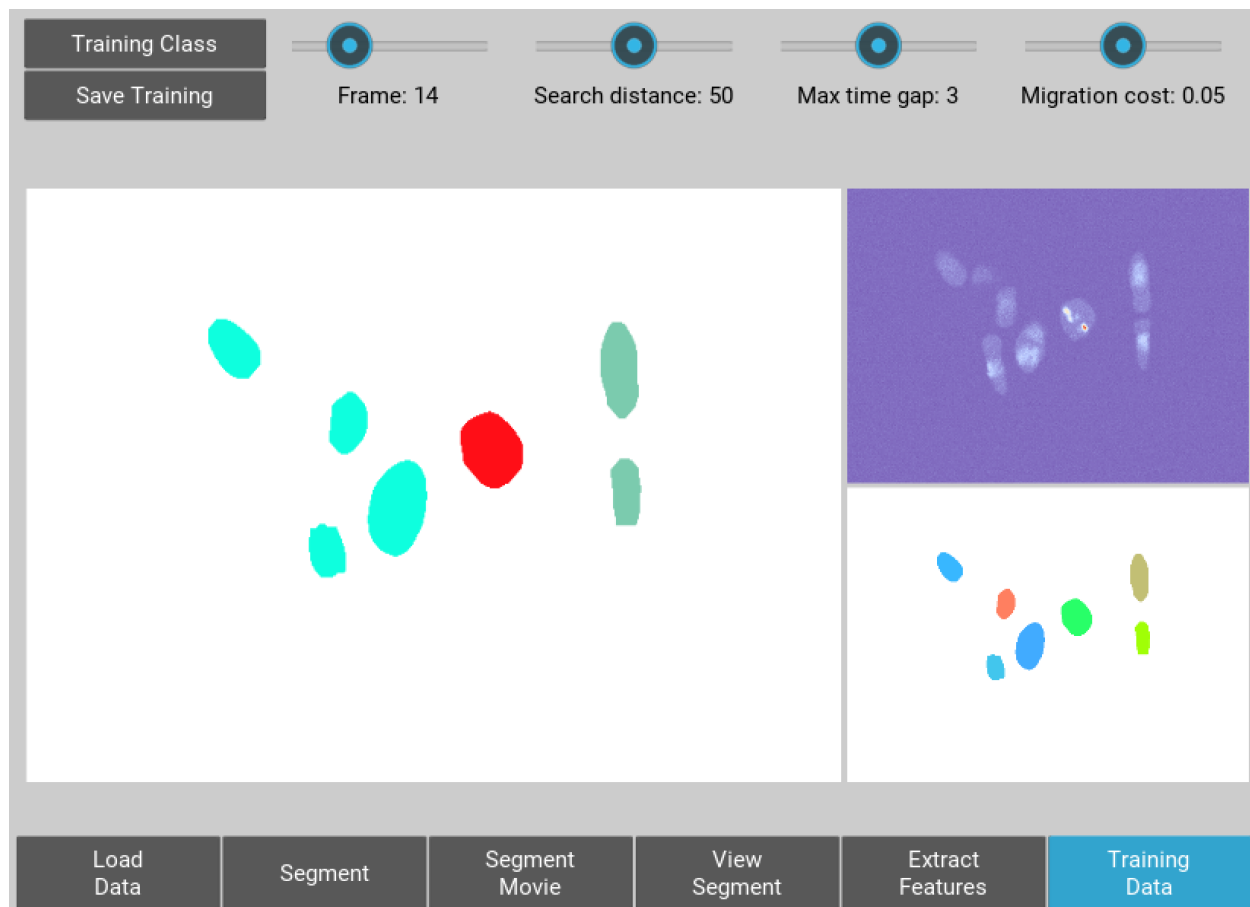 Training Class
Save Training
Frame: 14
Search distance: 50
Max time gap: 3
Migration cost: 0.05
Load
Data
Segment
Segment
Movie
View
Segment
Extract
Features
Training
Data